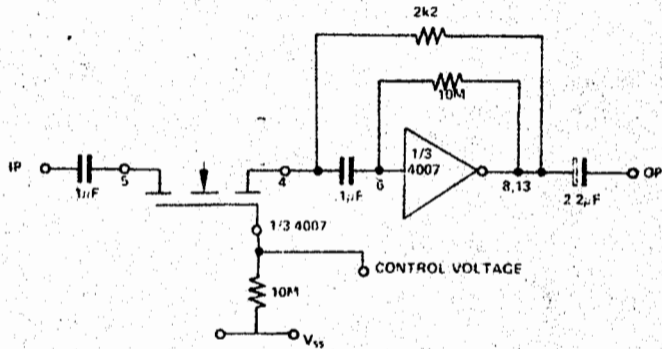 2k2
10M
1/3
4007
IP
1μF
5
4
1μF
6
8,13
2 2μF
OP
1/3 4007
CONTROL VOLTAGE
10M
Vss